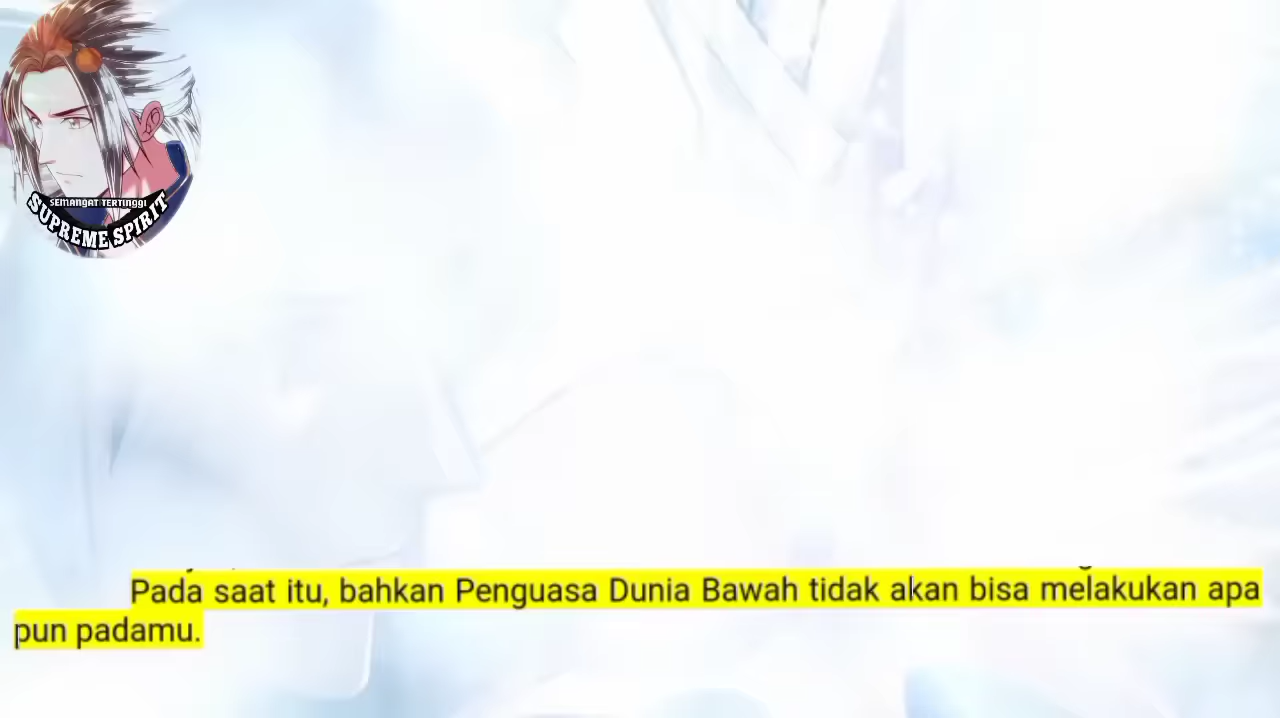 SEMANGAT TERTINGGI
SUPREME SPIRIT
Pada saat itu, bahkan Penguasa Dunia Bawah tidak akan bisa melakukan apa
pun padamu.